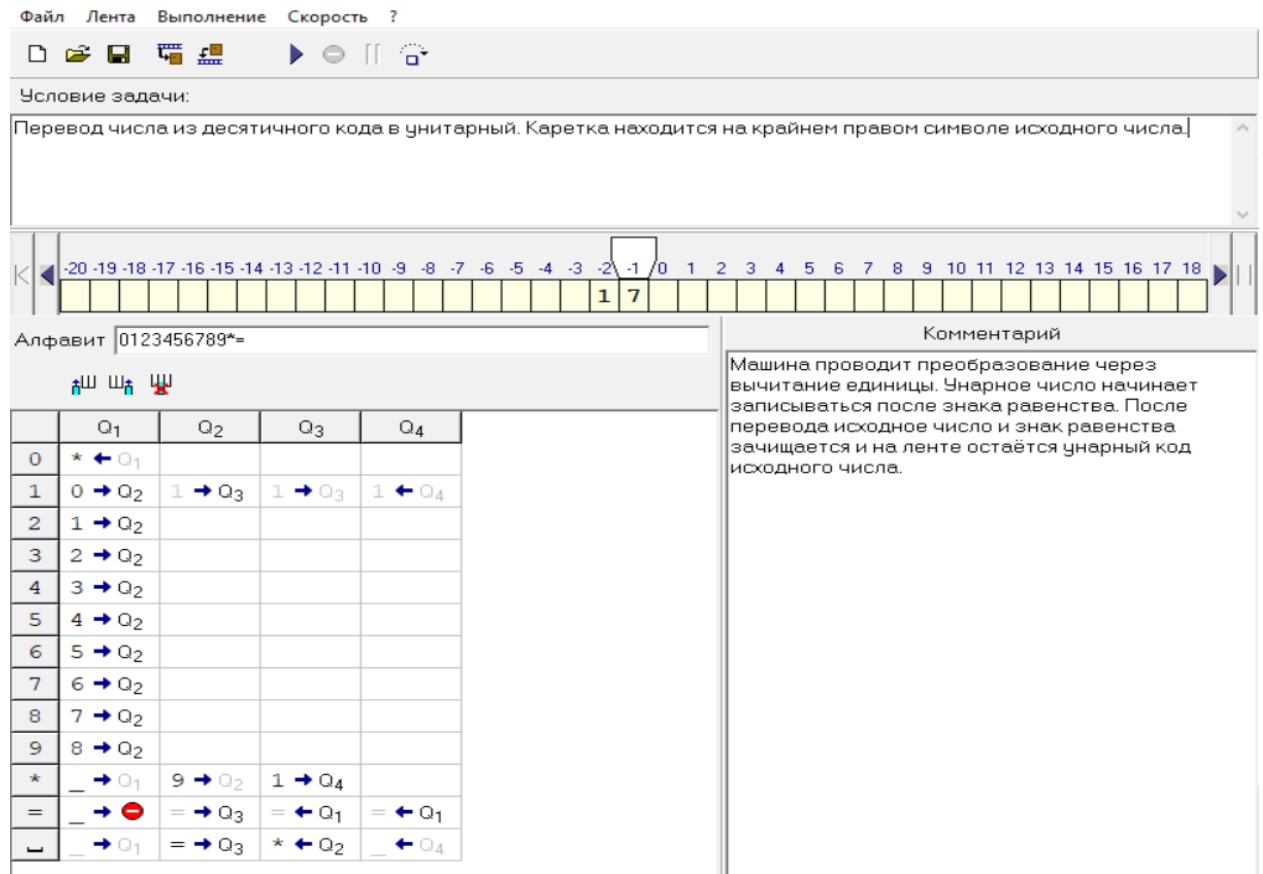 Файл Лента Выполнение Скорость ?
Условие задачи:
Перевод числа из десятичного кода в унитарный. Каретка находится на крайнем правом символе исходного числа.
-20 -19 -18 -17 -16 -15 -14 -13 -12 -11 -10 -9 -8 -7 -6 -5 -4 -3 -2 -1 0 1 2 3 4 5 6 7 8 9 10 11 12 13 14 15 16 17 18
1 7
Алфавит 0123456789*=
Комментарий
Машина проводит преобразование через
вычитание единицы. Унарное число начинает
записываться после знака равенства. После
перевода исходное число и знак равенства
зачищается и на ленте остаётся унарный код
исходного числа.
Q1 Q2 Q3 Q4
0 * ← Q1
1 0 → Q2 1 → Q3 1 → Q3 1 ← Q4
2 1 → Q2
3 2 → Q2
4 3 → Q2
5 4 → Q2
6 5 → Q2
7 6 → Q2
8 7 → Q2
9 8 → Q2
* _ → Q1 9 → Q2 1 → Q4
= _ → = → Q3 = ← Q1 = ← Q1
_ → Q1 = → Q3 * ← Q2 _ ← Q4